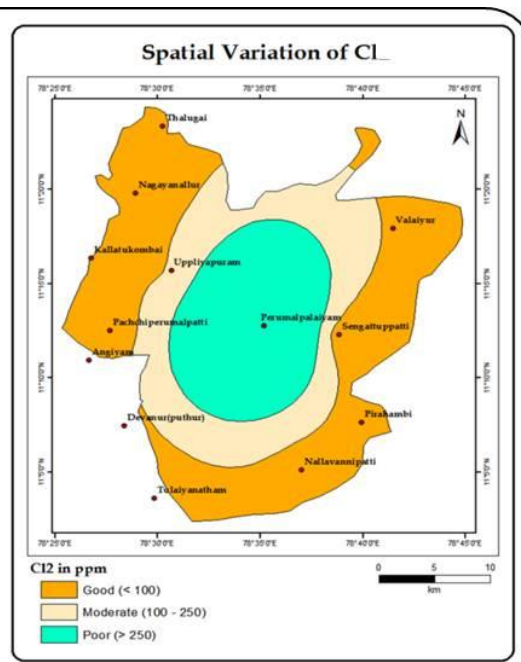 Spatial Variation of Cl_
78°25'0"E 78°30'0"E 78°35'0"E 78°40'0"E 78°45'0"E
N
Thalugai
Nagayanallur
Valaiyur
Kallatukombai
Uppliyapuram
Perumalpalaiyam
Pachchiperumalpatti
Sengattuppatti
Angiyam
Devanur(puthur)
Pirahambi
Nallavannipatti
Tulaiyanatham
78°25'0"E 78°30'0"E 78°35'0"E 78°40'0"E 78°45'0"E
Cl2 in ppm
Good (< 100)
Moderate (100 - 250)
Poor (> 250)
0 5 10
km